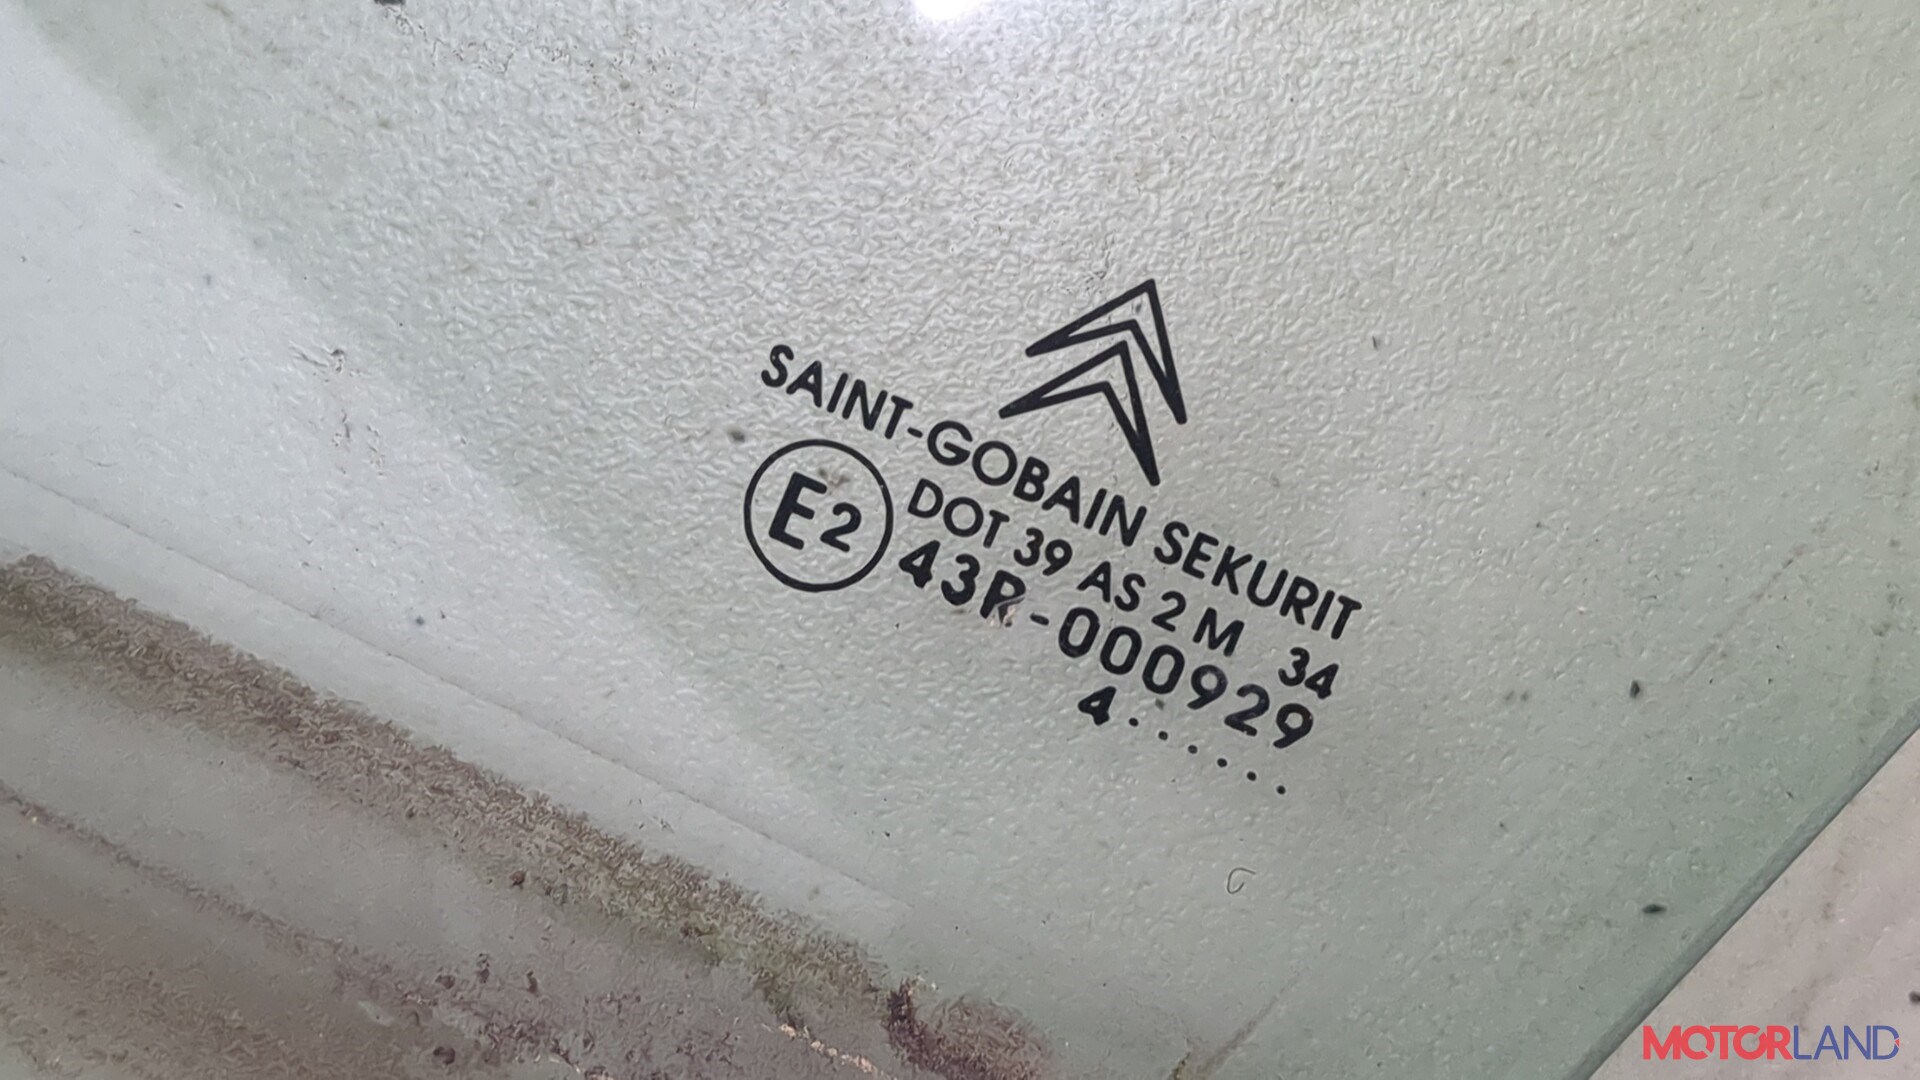 SAINT-GOBAIN SEKURIT
E2
DOT 39 AS 2 M 34
43R-000929
4......
MOTORLAND